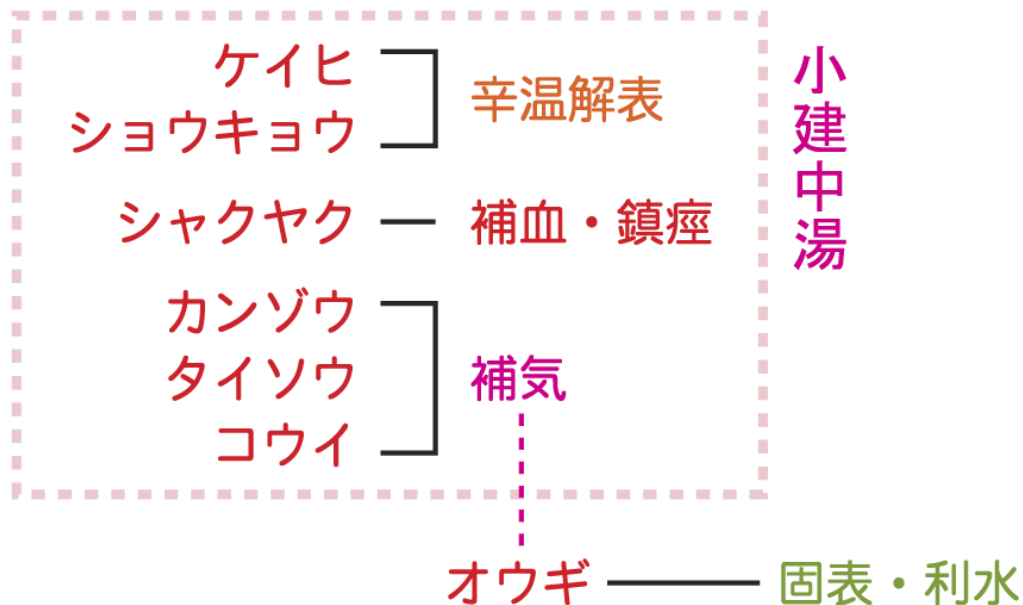 ケイヒ
ショウキョウ
辛温解表
シャクヤク
補血・鎮痙
カンゾウ
タイソウ
コウイ
補気
小建中湯
オウギ
固表・利水